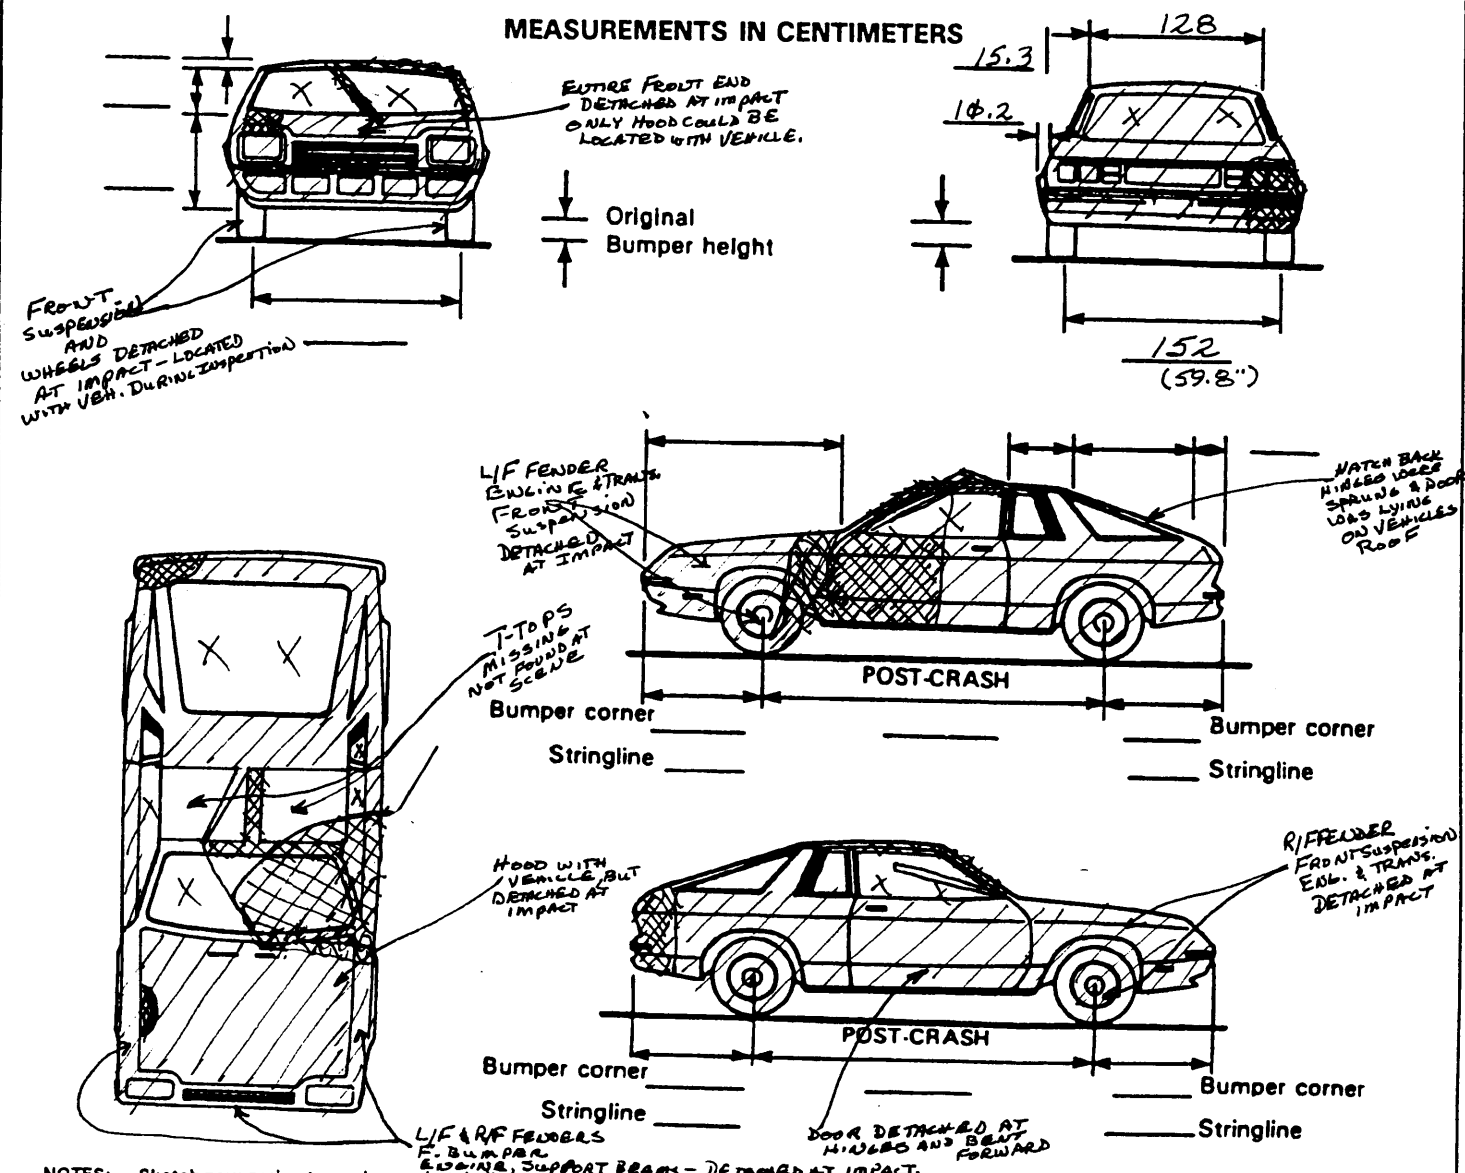 MEASUREMENTS IN CENTIMETERS
ENTIRE FRONT END
DETACHED AT IMPACT
ONLY HOOD COULD BE
LOCATED WITH VEHICLE.
128
15.3
10.2
Original
Bumper height
152
(59.8")
FRONT
SUSPENSION
AND
WHEELS DETACHED
AT IMPACT - LOCATED
WITH VEH. DURING INSPECTION
L/F FENDER
ENGINE & TRANS.
FRONT
SUSPENSION
DETACHED
AT IMPACT
HATCH BACK
HINGES WERE
SPRUNG & DOOR
WAS LYING
ON VEHICLES
ROOF
T-TOPS
MISSING
NOT FOUND AT
SCENE
POST-CRASH
Bumper corner
Bumper corner
Stringline
Stringline
HOOD WITH
VEHICLE, BUT
DETACHED AT
IMPACT
R/F FENDER
FRONT SUSPENSION
ENG. & TRANS.
DETACHED AT
IMPACT
POST-CRASH
Bumper corner
Bumper corner
Stringline
Stringline
DOOR DETACHED AT
HINGES AND BENT
FORWARD
L/F & R/F FENDERS
F. BUMPER
ENGINE, SUPPORT BEAM - DETACHED AT IMPACT.
NOTES: